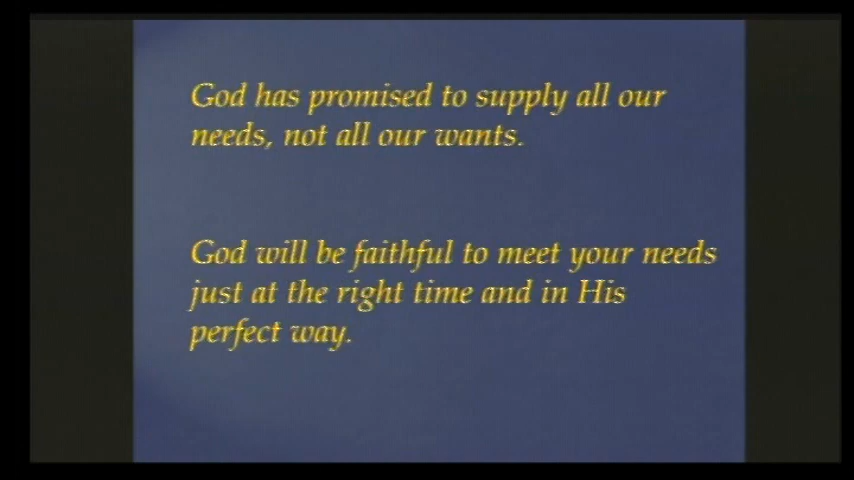 God has promised to supply all our
needs, not all our wants.
God will be faithful to meet your needs
just at the right time and in His
perfect way.